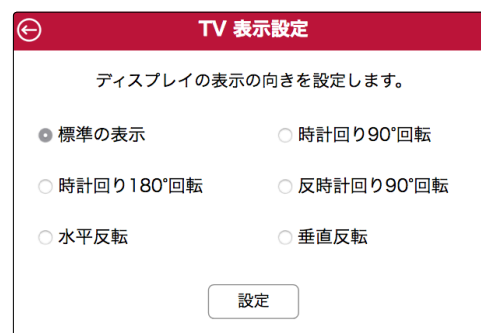 TV 表示設定
ディスプレイの表示の向きを設定します。
標準の表示
時計回り90°回転
時計回り180°回転
反時計回り90°回転
水平反転
垂直反転
設定